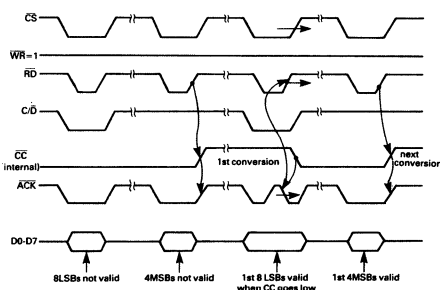 CS
WR=1
RD
C/D
CC
internal)
1st conversion
next
conversion
ACK
D0-D7
8LSBs not valid
4MSBs not valid
1st 8 LSBs valid
when CC goes low
1st 4MSBs valid